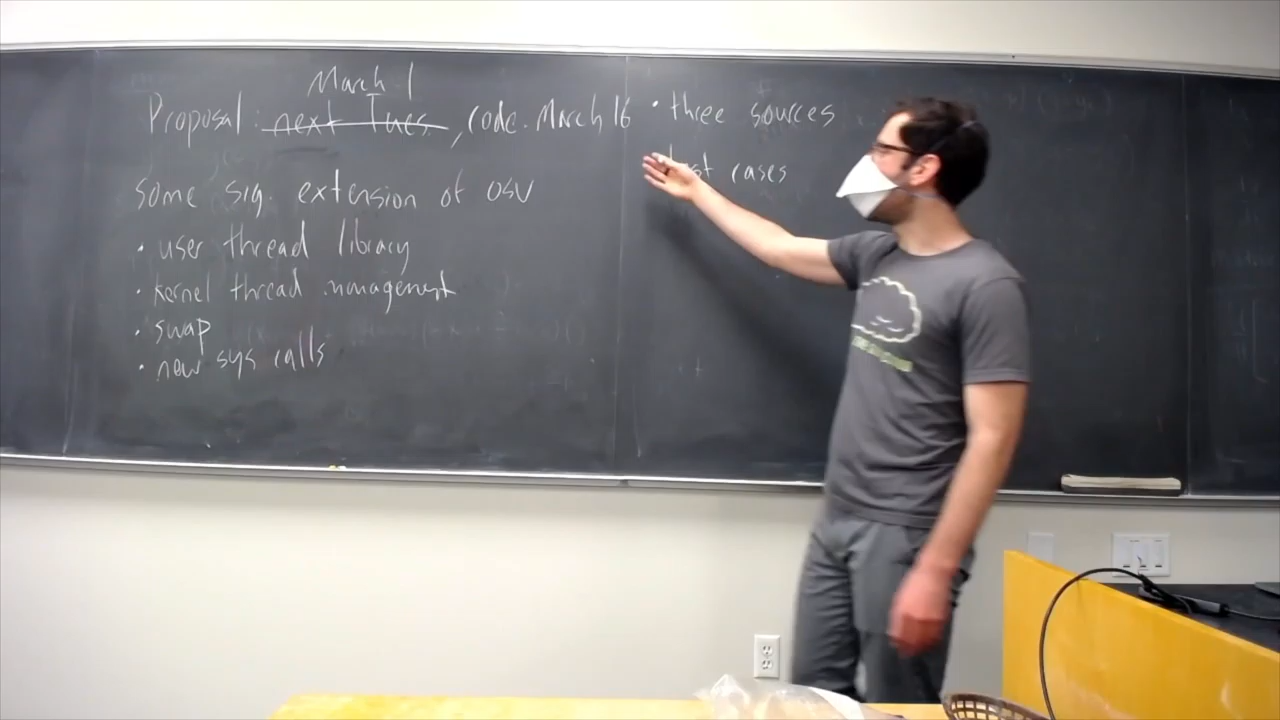 March 1
Proposal: next Tues, code: March 16
some sig. extension of OSV
• user thread library
• kernel thread management
• swap
• new sys calls
• three sources
cases